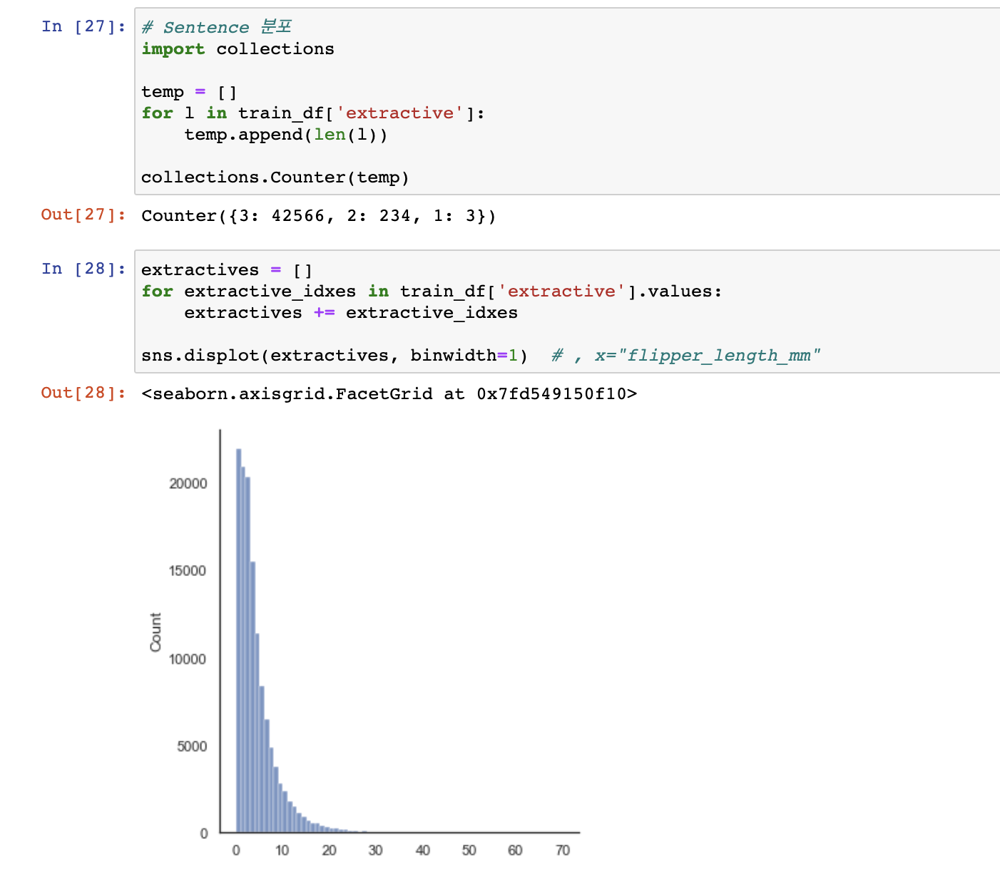 In [27]: # Sentence 분포
import collections
temp = []
for l in train_df['extractive']:
    temp.append(len(l))
collections.Counter(temp)
Out[27]: Counter({3: 42566, 2: 234, 1: 3})
In [28]: extractives = []
for extractive_idxes in train_df['extractive'].values:
    extractives += extractive_idxes
sns.displot(extractives, binwidth=1)  # , x="flipper_length_mm"
Out[28]: <seaborn.axisgrid.FacetGrid at 0x7fd549150f10>
20000
15000
Count
10000
5000
0
0 10 20 30 40 50 60 70